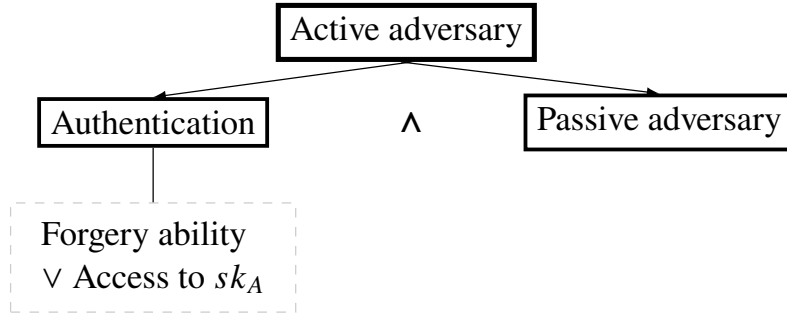 Active adversary
Authentication ∧ Passive adversary
Forgery ability
∨ Access to sk_A